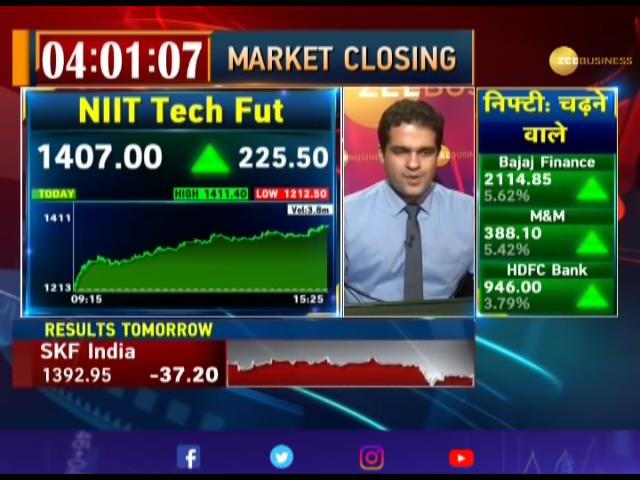 04:01:07
MARKET CLOSING
ZEEBUSINESS
NIIT Tech Fut
1407.00 225.50
TODAY HIGH 1411.40 LOW 1212.50
Vol:3.8m
1411
1213
09:15 15:25
निफ्टी: चढ़ने
वाले
Bajaj Finance
2114.85
5.62%
M&M
388.10
5.42%
HDFC Bank
946.00
3.79%
RESULTS TOMORROW
SKF India
1392.95 -37.20